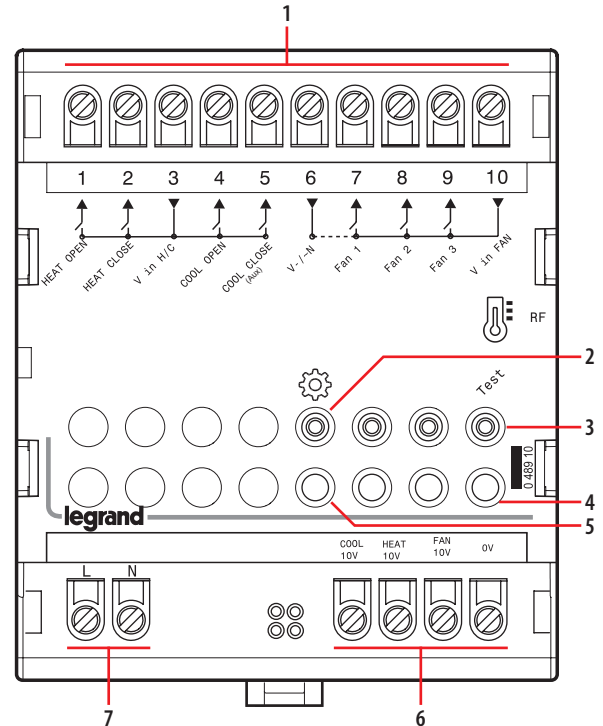 1
1 2 3 4 5 6 7 8 9 10
HEAT OPEN
HEAT CLOSE
V in H/C
COOL OPEN
COOL CLOSE
(Aux)
V-/~N
Fan 1
Fan 2
Fan 3
V in FAN
RF
2
Test
3
0 489 10
4
5
legrand
COOL 10V
HEAT 10V
FAN 10V
0V
L N
7
6